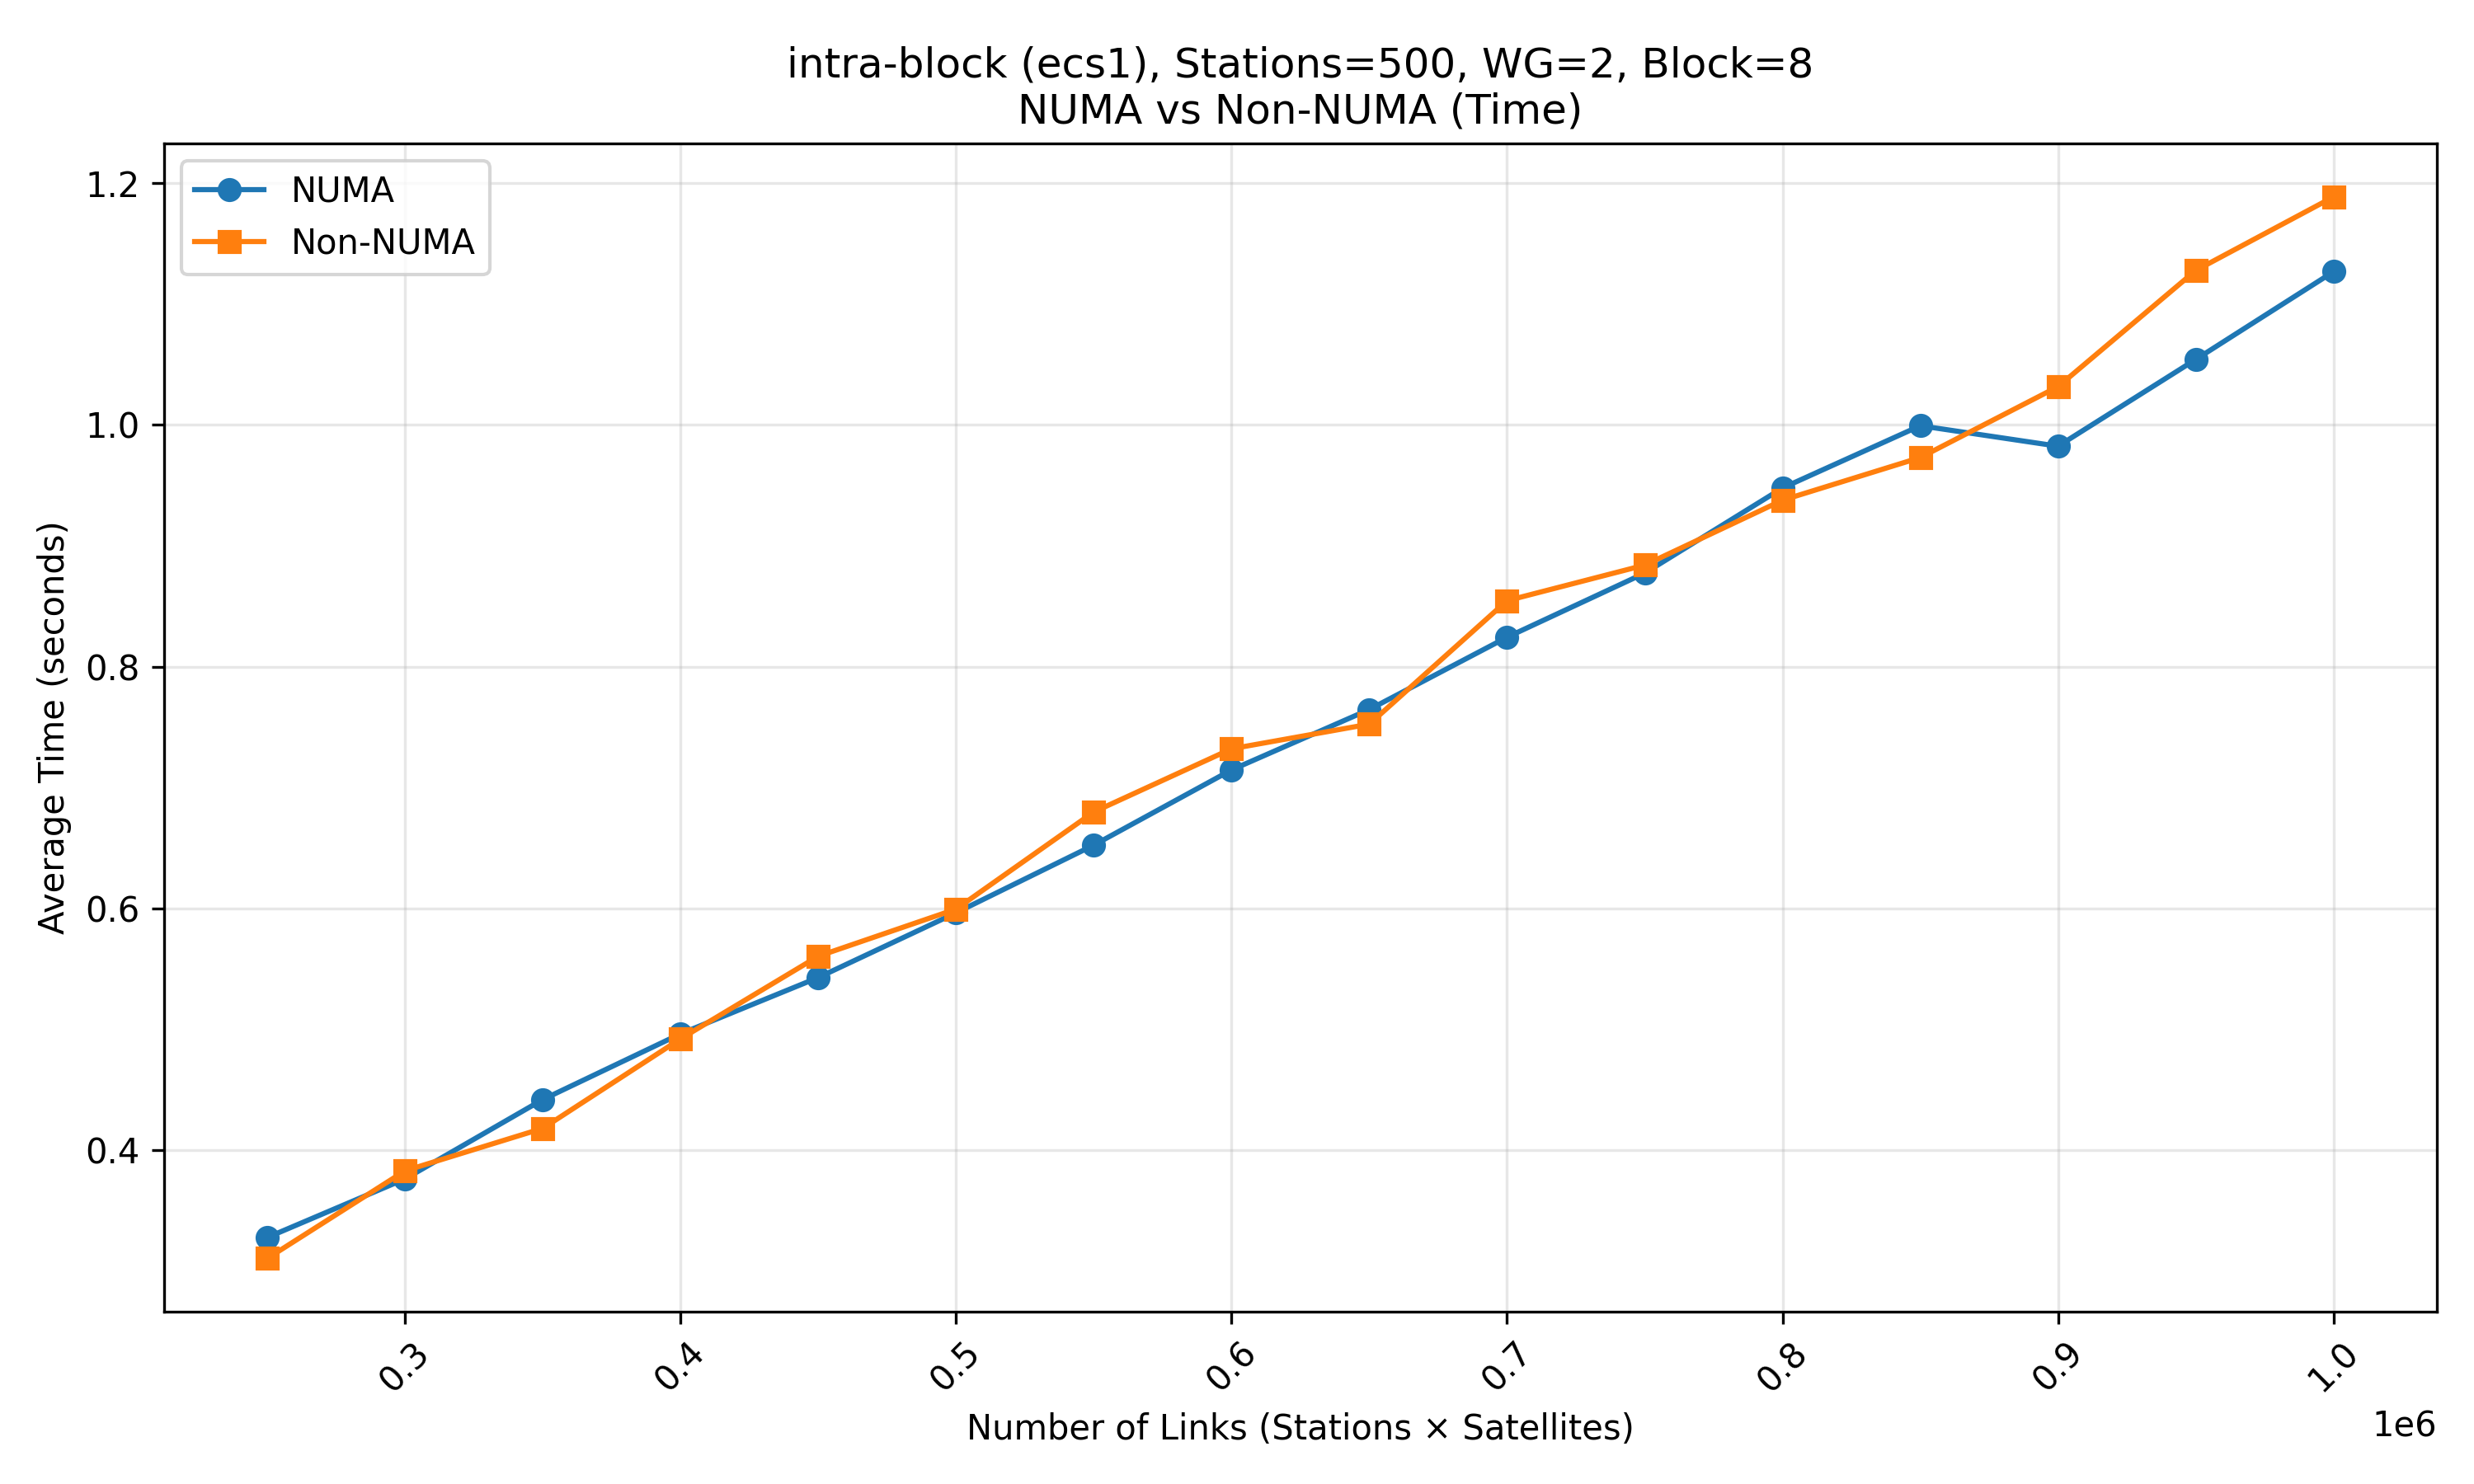 intra-block (ecs1), Stations=500, WG=2, Block=8
NUMA vs Non-NUMA (Time)
NUMA
Non-NUMA
1.2
1.0
0.8
0.6
0.4
Average Time (seconds)
0.3
0.4
0.5
0.6
0.7
0.8
0.9
1.0
1e6
Number of Links (Stations × Satellites)